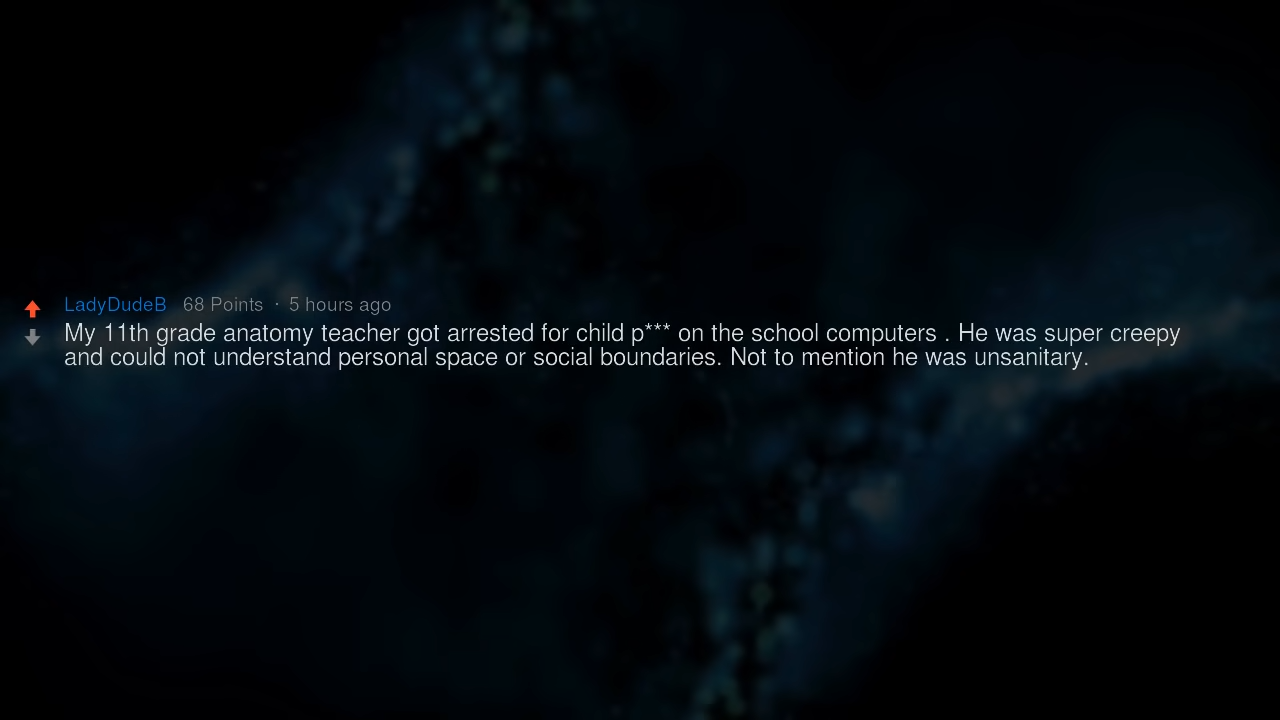 LadyDudeB 68 Points · 5 hours ago
My 11th grade anatomy teacher got arrested for child p*** on the school computers . He was super creepy
and could not understand personal space or social boundaries. Not to mention he was unsanitary.